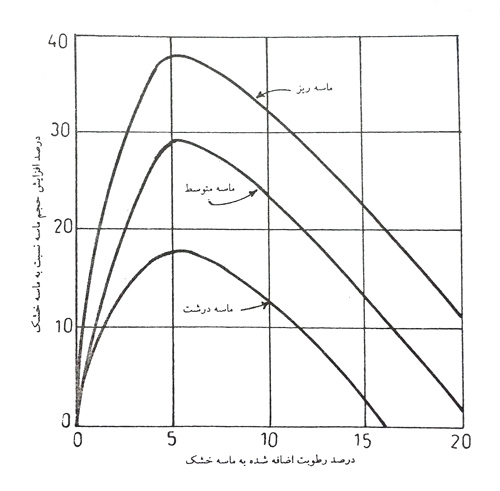 40
30
20
10
0
0 5 10 15 20
ماسه ریز
ماسه متوسط
ماسه درشت
درصد افزایش حجم ماسه نسبت به ماسه خشک
درصد رطوبت اضافه شده به ماسه خشک